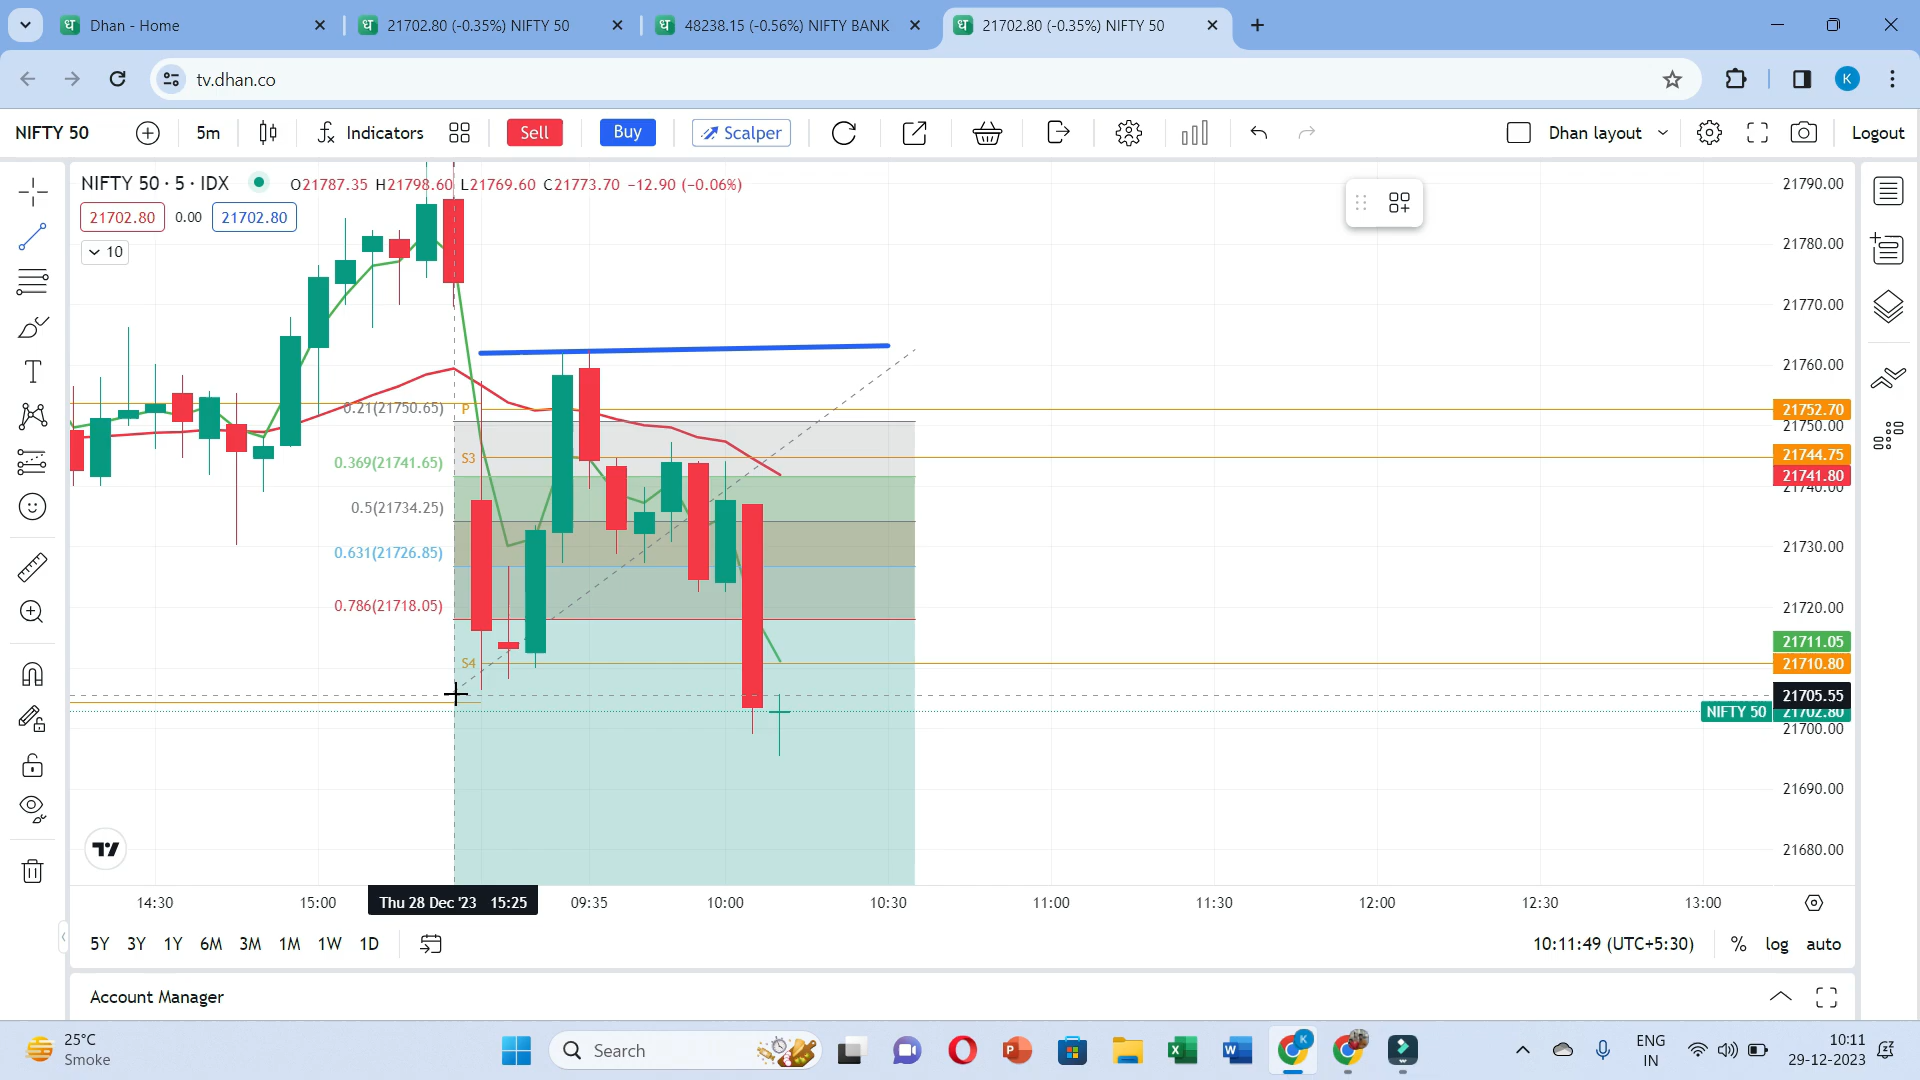 धा Dhan - Home
धा 21702.80 (-0.35%) NIFTY 50
धा 48238.15 (-0.56%) NIFTY BANK
धा 21702.80 (-0.35%) NIFTY 50
tv.dhan.co
K
NIFTY 50 5m Indicators Sell Buy Scalper Dhan layout Logout
NIFTY 50 · 5 · IDX O21787.35 H21798.60 L21769.60 C21773.70 −12.90 (−0.06%)
21702.80 0.00 21702.80
10
21790.00
21780.00
21770.00
21760.00
0.21(21750.65) P 21752.70
21750.00
0.369(21741.65) S3 21744.75
21741.80
21740.00
0.5(21734.25)
0.631(21726.85) 21730.00
0.786(21718.05) 21720.00
21711.05
S4 21710.80
21705.55
NIFTY 50 21702.80
21700.00
21690.00
21680.00
14:30 15:00 Thu 28 Dec '23 15:25 09:35 10:00 10:30 11:00 11:30 12:00 12:30 13:00
5Y 3Y 1Y 6M 3M 1M 1W 1D 10:11:49 (UTC+5:30) % log auto
Account Manager
25°C
Smoke
Search
ENG
IN
10:11
29-12-2023